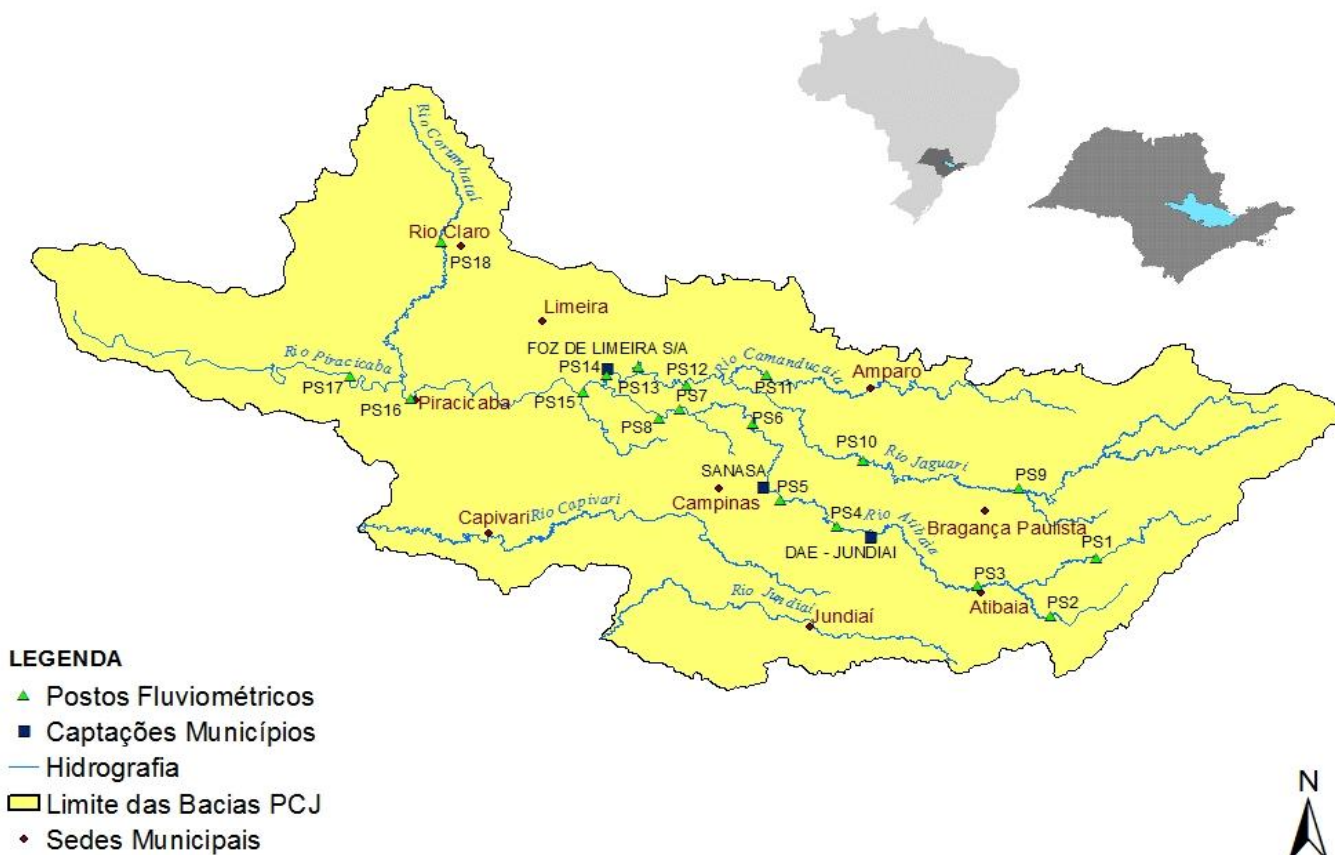 Rio Corumbataí
Rio Claro
PS18
Limeira
FOZ DE LIMEIRA S/A
Rio Camanducaia
PS14
PS12
PS13
PS11
Amparo
Rio Piracicaba
PS17
PS16
Piracicaba
PS15
PS7
PS8
PS6
PS10
Rio Jaguari
PS9
SANASA
PS5
Campinas
PS4
Rio Atibaia
Bragança Paulista
Capivari
Rio Capivari
DAE - JUNDIAI
PS1
PS3
Atibaia
PS2
Rio Jundiaí
Jundiaí
LEGENDA
Postos Fluviométricos
Captações Municípios
Hidrografia
Limite das Bacias PCJ
Sedes Municipais
N